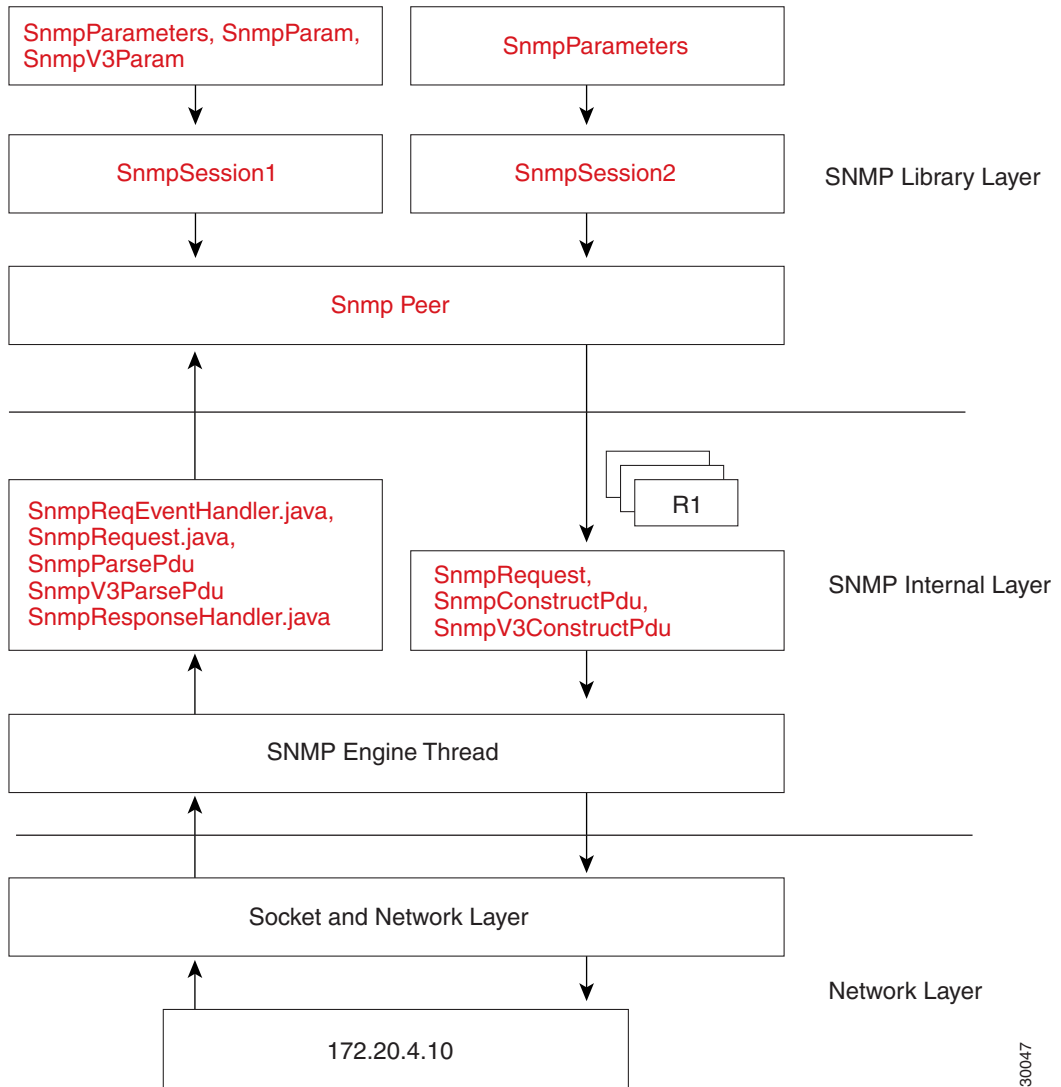 SnmpParameters, SnmpParam,
SnmpV3Param
SnmpParameters
SnmpSession1
SnmpSession2
SNMP Library Layer
Snmp Peer
R1
SnmpReqEventHandler.java,
SnmpRequest.java,
SnmpParsePdu
SnmpV3ParsePdu
SnmpResponseHandler.java
SnmpRequest,
SnmpConstructPdu,
SnmpV3ConstructPdu
SNMP Internal Layer
SNMP Engine Thread
Socket and Network Layer
Network Layer
172.20.4.10
30047